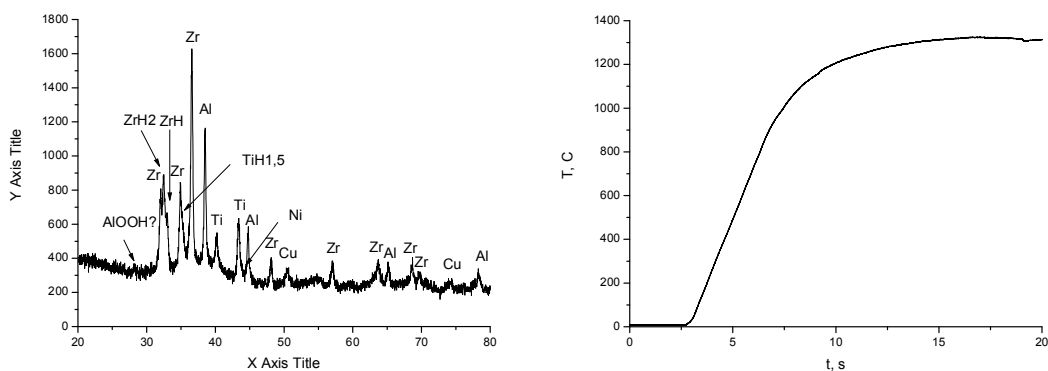 1800
1600
1400
1200
1000
800
600
400
200
0
Y Axis Title
Zr
Al
ZrH2 ZrH
Zr Zr
TiH1,5
AlOOH?
Ti
Ti
Al
Ni
Zr
Cu
Zr
Zr
Al
Zr
Zr
Cu
Al
20 30 40 50 60 70 80
X Axis Title
1400
1200
1000
800
600
400
200
0
T, C
0 5 10 15 20
t, s